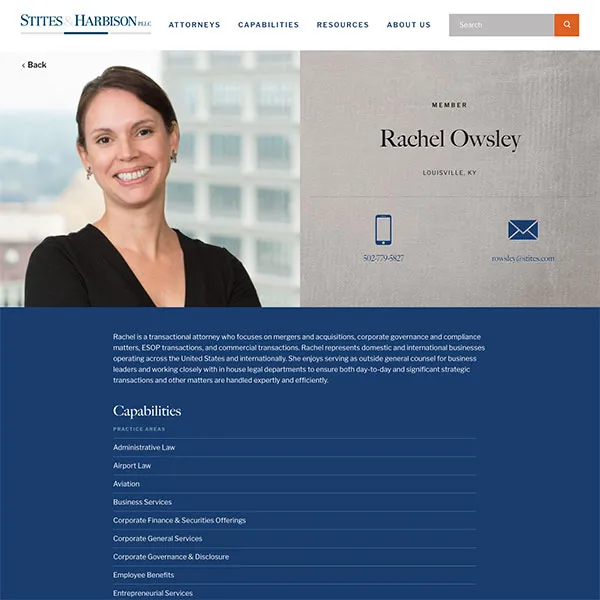 STITES & HARBISON PLLC
ATTORNEYS
CAPABILITIES
RESOURCES
ABOUT US
Search
‹ Back
MEMBER
Rachel Owsley
LOUISVILLE, KY
502-779-5827
rowsley@stites.com
Rachel is a transactional attorney who focuses on mergers and acquisitions, corporate governance and compliance
matters, ESOP transactions, and commercial transactions. Rachel represents domestic and international businesses
operating across the United States and internationally. She enjoys serving as outside general counsel for business
leaders and working closely with in house legal departments to ensure both day-to-day and significant strategic
transactions and other matters are handled expertly and efficiently.
Capabilities
PRACTICE AREAS
Administrative Law
Airport Law
Aviation
Business Services
Corporate Finance & Securities Offerings
Corporate General Services
Corporate Governance & Disclosure
Employee Benefits
Entrepreneurial Services